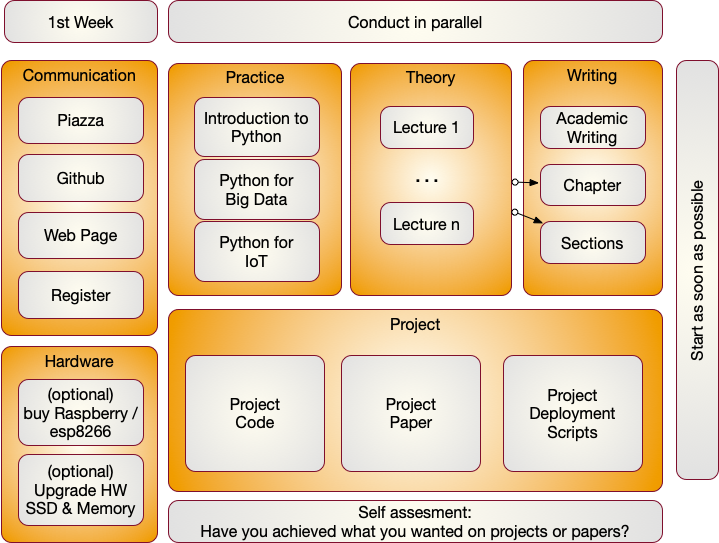 1st Week
Conduct in parallel
Communication
Piazza
Github
Web Page
Register
Hardware
(optional)
buy Raspberry /
esp8266
(optional)
Upgrade HW
SSD & Memory
Practice
Introduction to
Python
Python for
Big Data
Python for
IoT
Theory
Lecture 1
...
Lecture n
Writing
Academic
Writing
Chapter
Sections
Project
Project
Code
Project
Paper
Project
Deployment
Scripts
Self assesment:
Have you achieved what you wanted on projects or papers?
Start as soon as possible